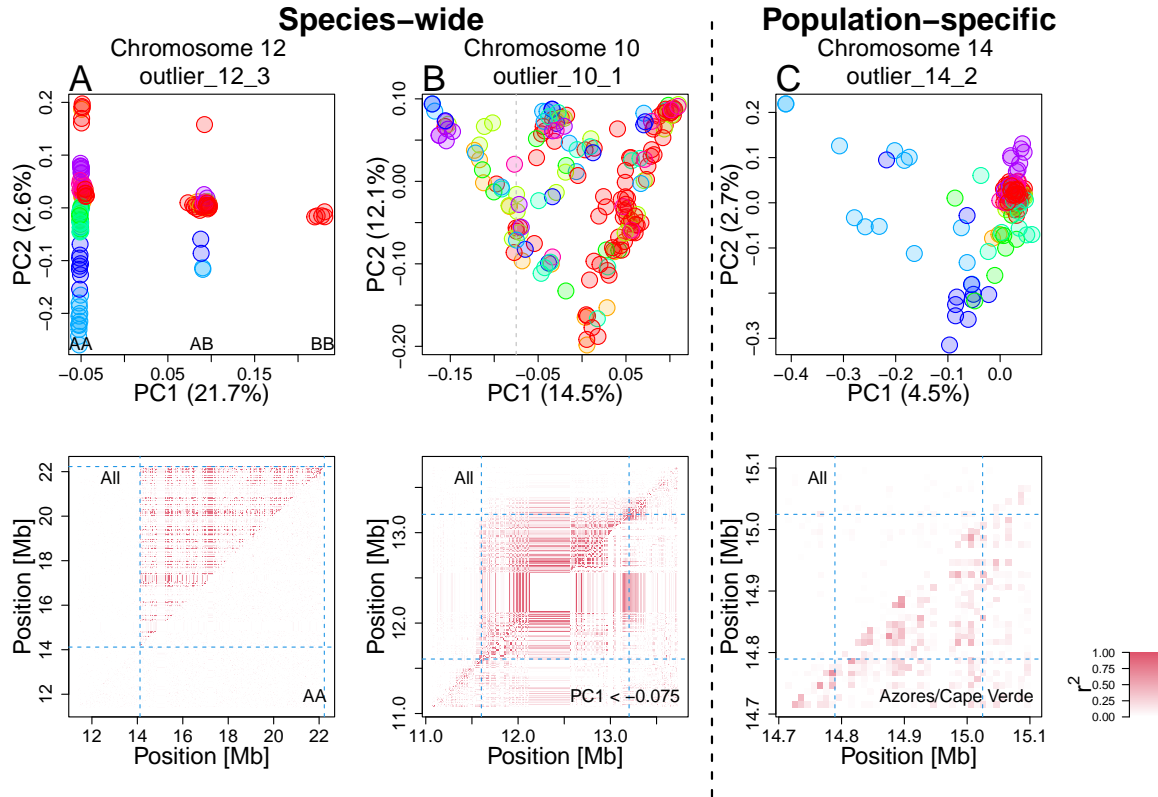 Species−wide
Population−specific
Chromosome 12
outlier_12_3
Chromosome 10
outlier_10_1
Chromosome 14
outlier_14_2
A
B
C
PC2 (2.6%)
0.2
0.1
0.0
−0.1
−0.2
AA
AB
BB
−0.05
0.05
0.15
PC1 (21.7%)
PC2 (12.1%)
0.10
0.00
−0.10
−0.20
−0.15
−0.05
0.05
PC1 (14.5%)
PC2 (2.7%)
0.2
0.1
0.0
−0.1
−0.3
−0.4
−0.3
−0.2
−0.1
0.0
PC1 (4.5%)
Position [Mb]
22
20
18
16
14
12
All
AA
12
14
16
18
20
22
Position [Mb]
Position [Mb]
13.0
12.0
11.0
All
PC1 < −0.075
11.0
12.0
13.0
Position [Mb]
Position [Mb]
15.1
15.0
14.9
14.8
14.7
All
Azores/Cape Verde
14.7
14.8
14.9
15.0
15.1
Position [Mb]
r²
1.00
0.75
0.50
0.25
0.00